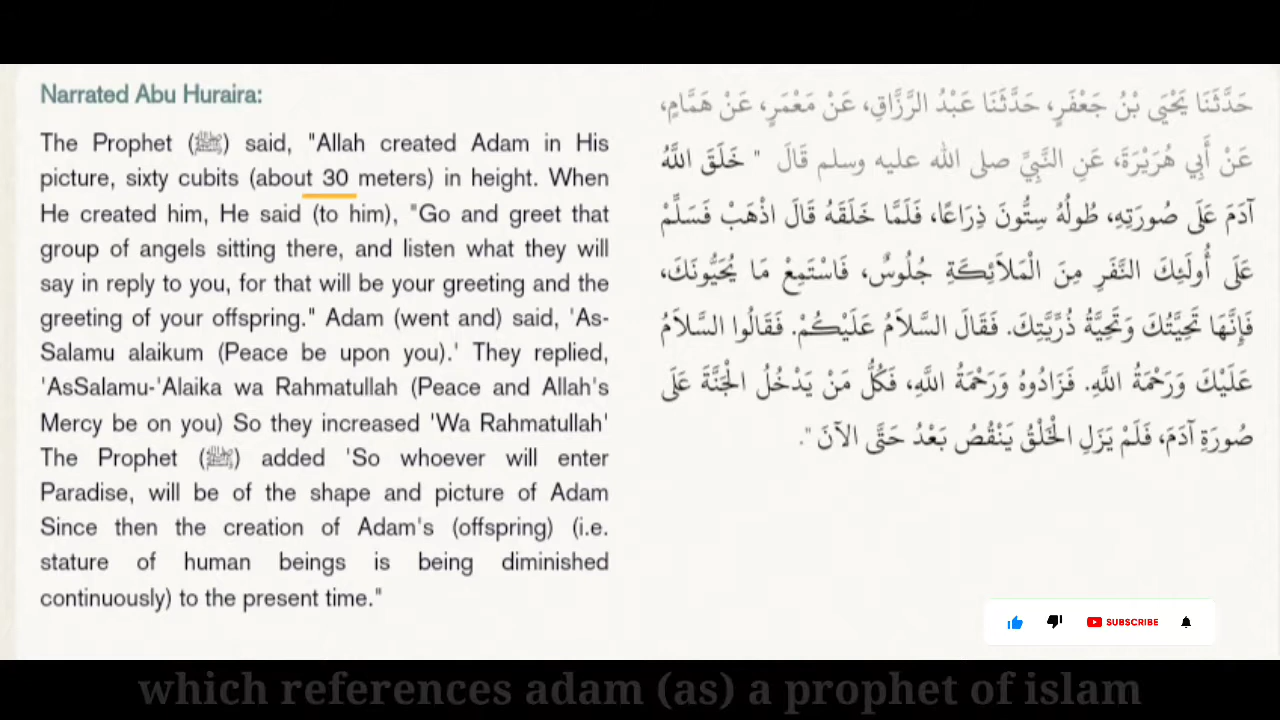 Narrated Abu Huraira:
The Prophet (ﷺ) said, "Allah created Adam in His
picture, sixty cubits (about 30 meters) in height. When
He created him, He said (to him), "Go and greet that
group of angels sitting there, and listen what they will
say in reply to you, for that will be your greeting and the
greeting of your offspring." Adam (went and) said, 'As-
Salamu alaikum (Peace be upon you).' They replied,
'AsSalamu-'Alaika wa Rahmatullah (Peace and Allah's
Mercy be on you) So they increased 'Wa Rahmatullah'
The Prophet (ﷺ) added 'So whoever will enter
Paradise, will be of the shape and picture of Adam
Since then the creation of Adam's (offspring) (i.e.
stature of human beings is being diminished
continuously) to the present time."
حَدَّثَنَا يَحْيَى بْنُ جَعْفَرٍ، حَدَّثَنَا عَبْدُ الرَّزَّاقِ، عَنْ مَعْمَرٍ، عَنْ هَمَّامٍ،
عَنْ أَبِي هُرَيْرَةَ، عَنِ النَّبِيِّ صلى الله عليه وسلم قَالَ ‏"‏ خَلَقَ اللَّهُ
آدَمَ عَلَى صُورَتِهِ، طُولُهُ سِتُّونَ ذِرَاعًا، فَلَمَّا خَلَقَهُ قَالَ اذْهَبْ فَسَلِّمْ
عَلَى أُولَئِكَ النَّفَرِ مِنَ الْمَلاَئِكَةِ جُلُوسٌ، فَاسْتَمِعْ مَا يُحَيُّونَكَ،
فَإِنَّهَا تَحِيَّتُكَ وَتَحِيَّةُ ذُرِّيَّتِكَ‏.‏ فَقَالَ السَّلاَمُ عَلَيْكُمْ‏.‏ فَقَالُوا السَّلاَمُ
عَلَيْكَ وَرَحْمَةُ اللَّهِ‏.‏ فَزَادُوهُ وَرَحْمَةُ اللَّهِ، فَكُلُّ مَنْ يَدْخُلُ الْجَنَّةَ عَلَى
صُورَةِ آدَمَ، فَلَمْ يَزَلِ الْخَلْقُ يَنْقُصُ بَعْدُ حَتَّى الآنَ ‏"‏‏.‏
SUBSCRIBE
which references adam (as) a prophet of islam